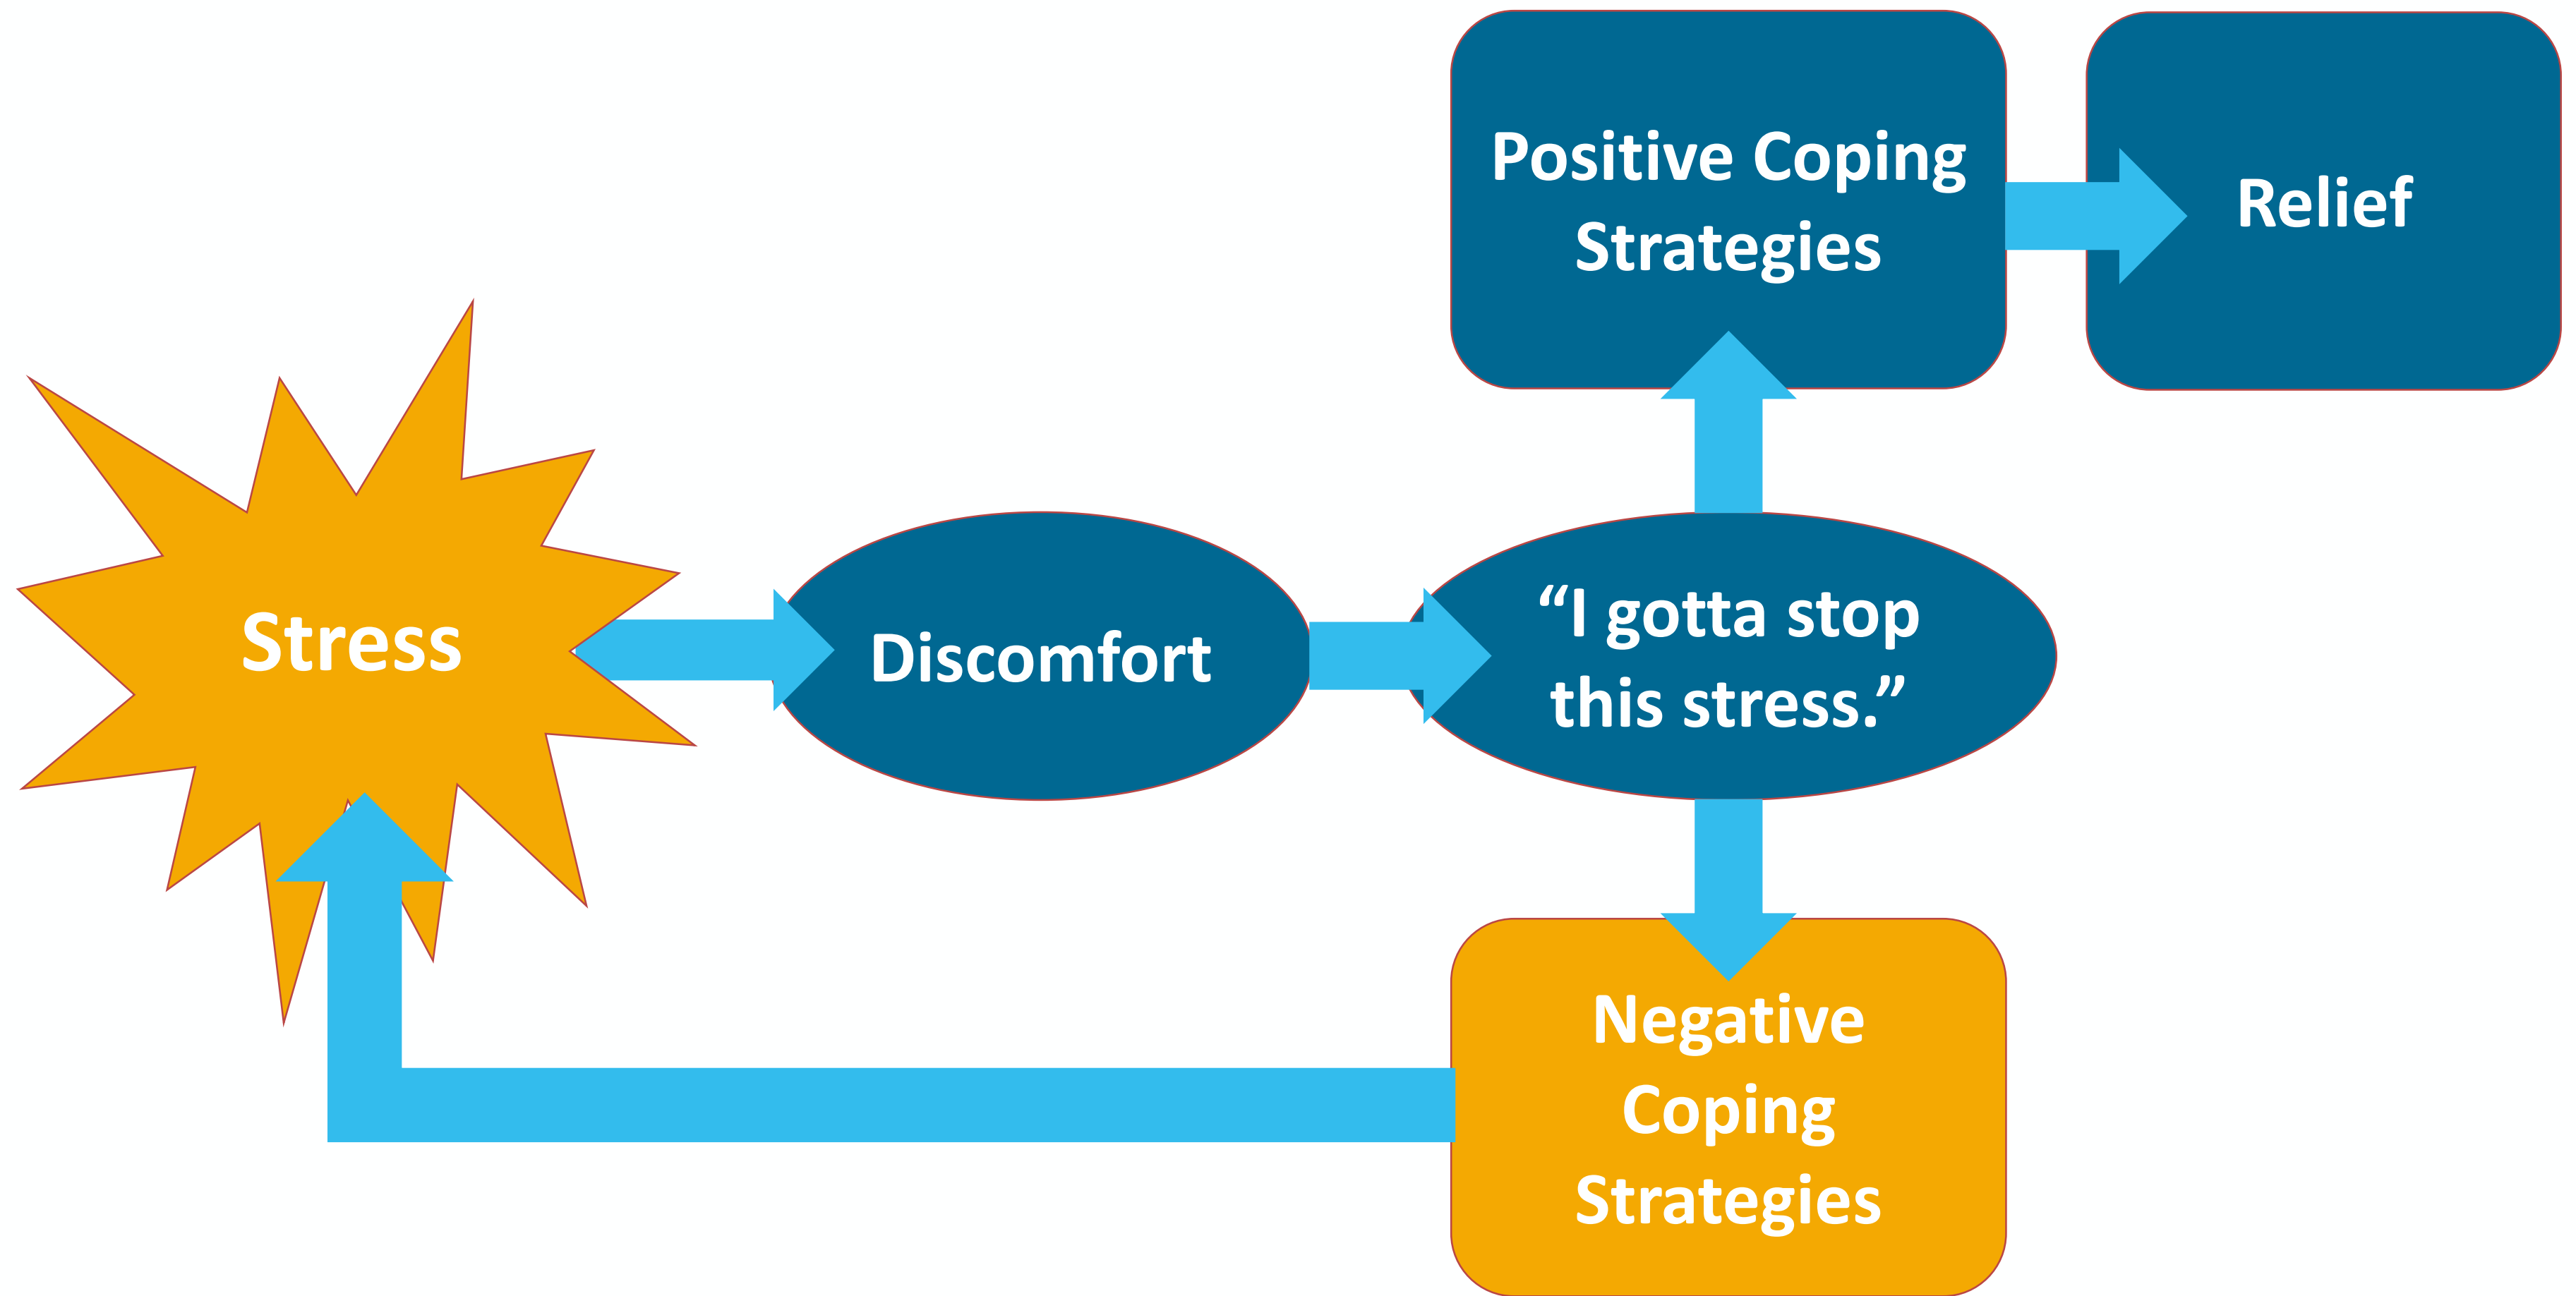 Positive Coping
Strategies
Relief
Stress
Discomfort
“I gotta stop
this stress.”
Negative
Coping
Strategies